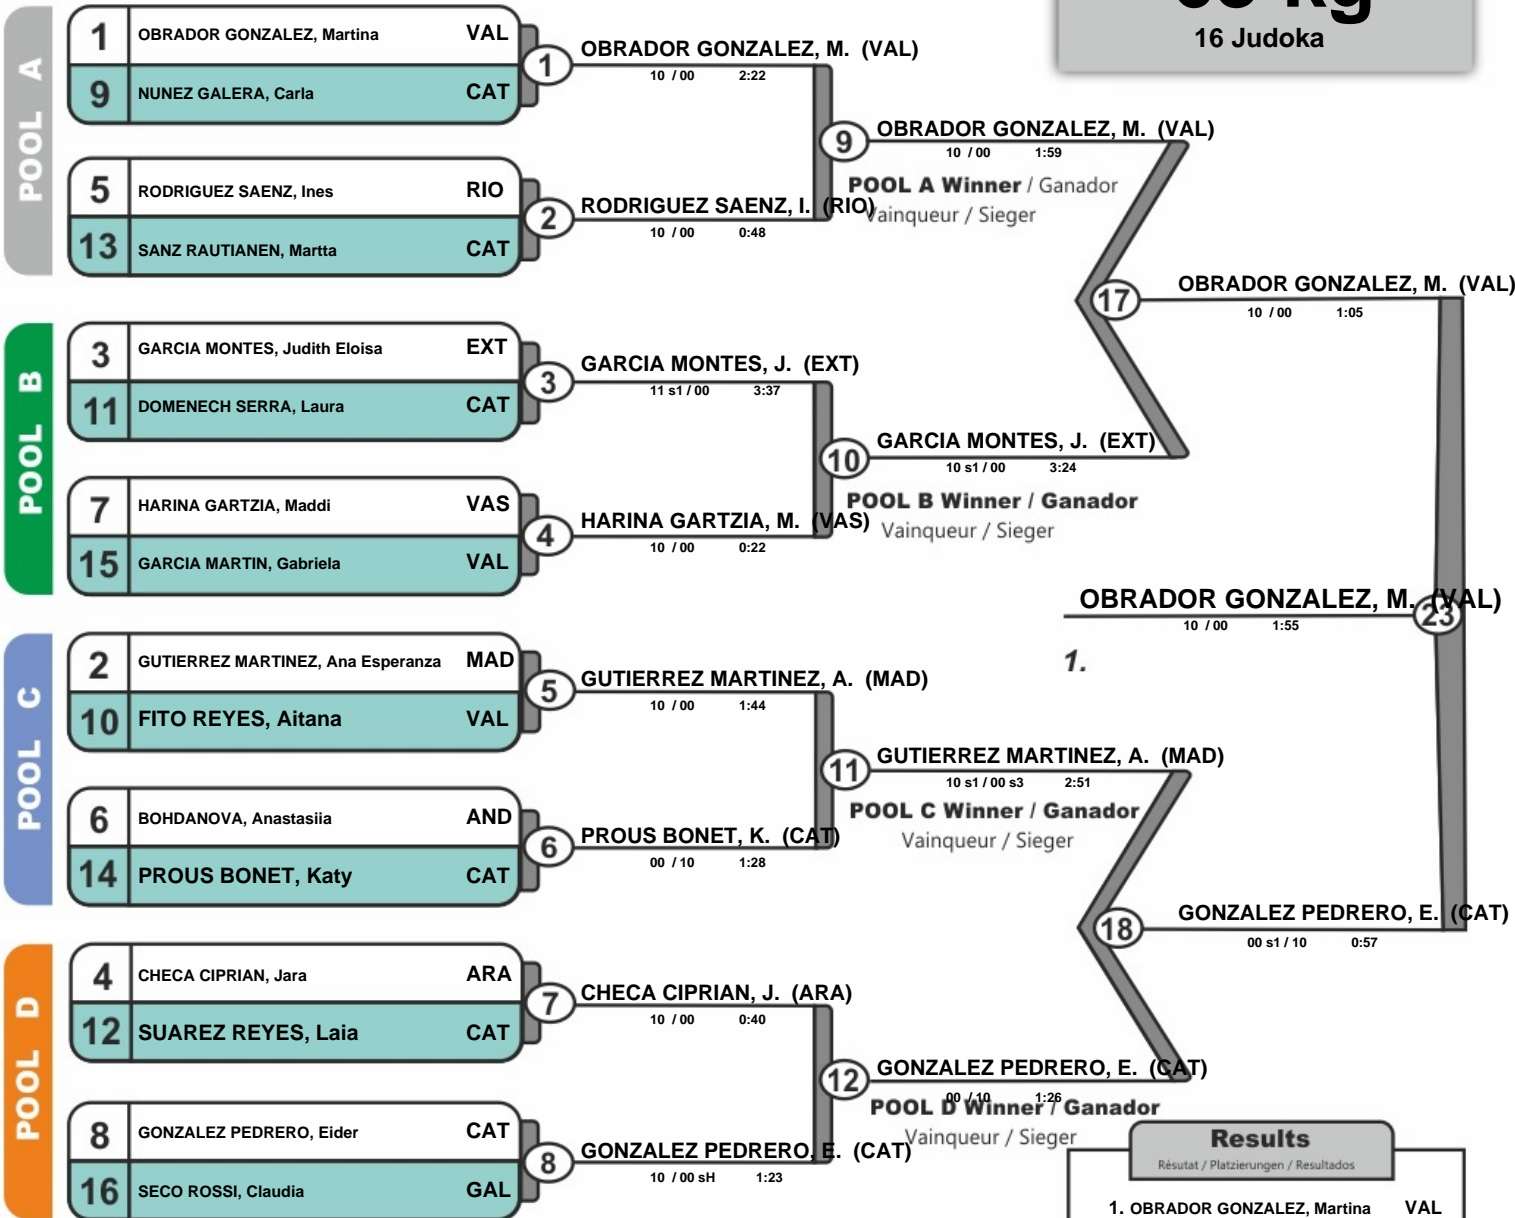 16 Judoka
POOL A
1 OBRADOR GONZALEZ, Martina VAL
9 NUNEZ GALERA, Carla CAT
1 OBRADOR GONZALEZ, M. (VAL)
10 / 00 2:22
5 RODRIGUEZ SAENZ, Ines RIO
13 SANZ RAUTIANEN, Martta CAT
2 RODRIGUEZ SAENZ, I. (RIO)
10 / 00 0:48
9 OBRADOR GONZALEZ, M. (VAL)
10 / 00 1:59
POOL A Winner / Ganador
Vainqueur / Sieger
POOL B
3 GARCIA MONTES, Judith Eloisa EXT
11 DOMENECH SERRA, Laura CAT
3 GARCIA MONTES, J. (EXT)
11 s1 / 00 3:37
7 HARINA GARTZIA, Maddi VAS
15 GARCIA MARTIN, Gabriela VAL
4 HARINA GARTZIA, M. (VAS)
10 / 00 0:22
10 GARCIA MONTES, J. (EXT)
10 s1 / 00 3:24
POOL B Winner / Ganador
Vainqueur / Sieger
17 OBRADOR GONZALEZ, M. (VAL)
10 / 00 1:05
OBRADOR GONZALEZ, M. (VAL)
23
10 / 00 1:55
1.
POOL C
2 GUTIERREZ MARTINEZ, Ana Esperanza MAD
10 FITO REYES, Aitana VAL
5 GUTIERREZ MARTINEZ, A. (MAD)
10 / 00 1:44
6 BOHDANOVA, Anastasiia AND
14 PROUS BONET, Katy CAT
6 PROUS BONET, K. (CAT)
00 / 10 1:28
11 GUTIERREZ MARTINEZ, A. (MAD)
10 s1 / 00 s3 2:51
POOL C Winner / Ganador
Vainqueur / Sieger
18 GONZALEZ PEDRERO, E. (CAT)
00 s1 / 10 0:57
POOL D
4 CHECA CIPRIAN, Jara ARA
12 SUAREZ REYES, Laia CAT
7 CHECA CIPRIAN, J. (ARA)
10 / 00 0:40
8 GONZALEZ PEDRERO, Eider CAT
16 SECO ROSSI, Claudia GAL
8 GONZALEZ PEDRERO, E. (CAT)
10 / 00 sH 1:23
12 GONZALEZ PEDRERO, E. (CAT)
00 / 10 1:26
POOL D Winner / Ganador
Vainqueur / Sieger
Results
Résutat / Platzierungen / Resultados
1. OBRADOR GONZALEZ, Martina VAL